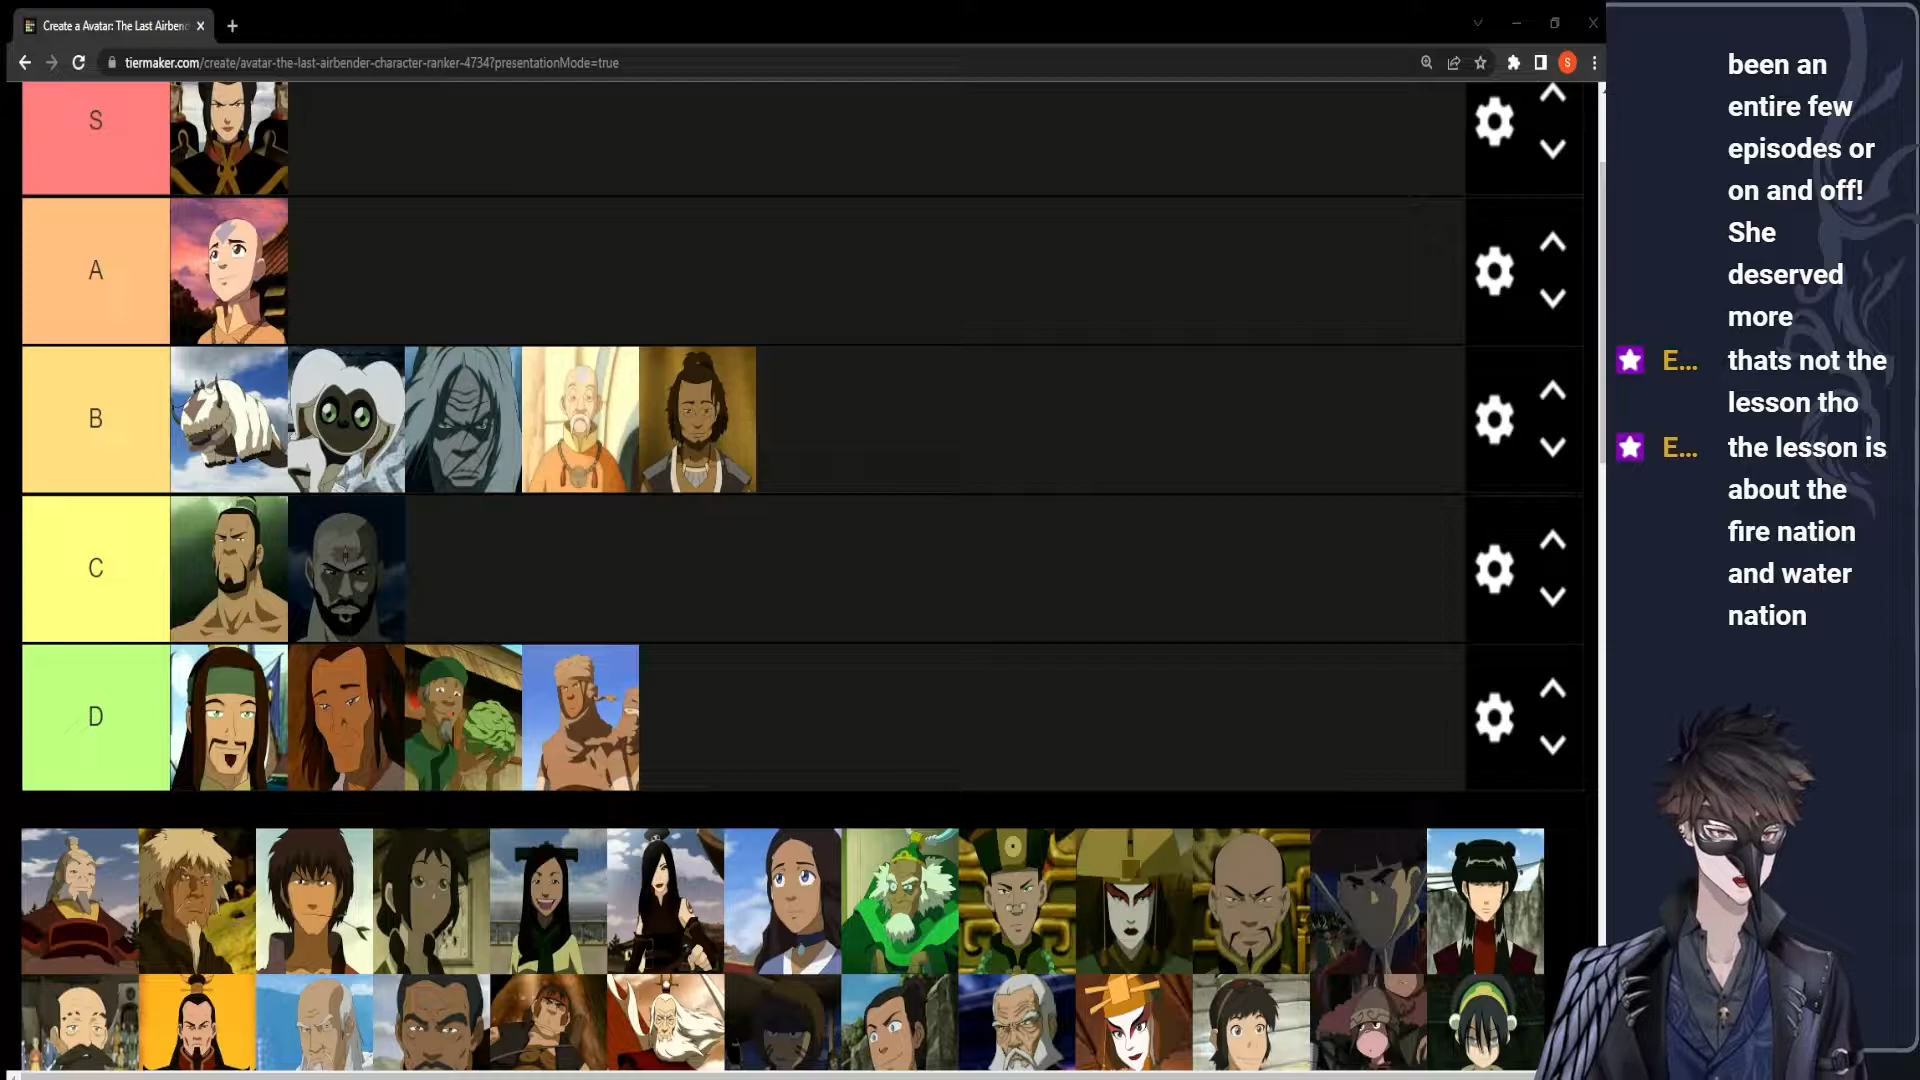 Create a Avatar: The Last Airbend
tiermaker.com/create/avatar-the-last-airbender-character-ranker-4734?presentationMode=true
S
S
A
B
C
D
been an
entire few
episodes or
on and off!
She
deserved
more
E... thats not the
lesson tho
E... the lesson is
about the
fire nation
and water
nation